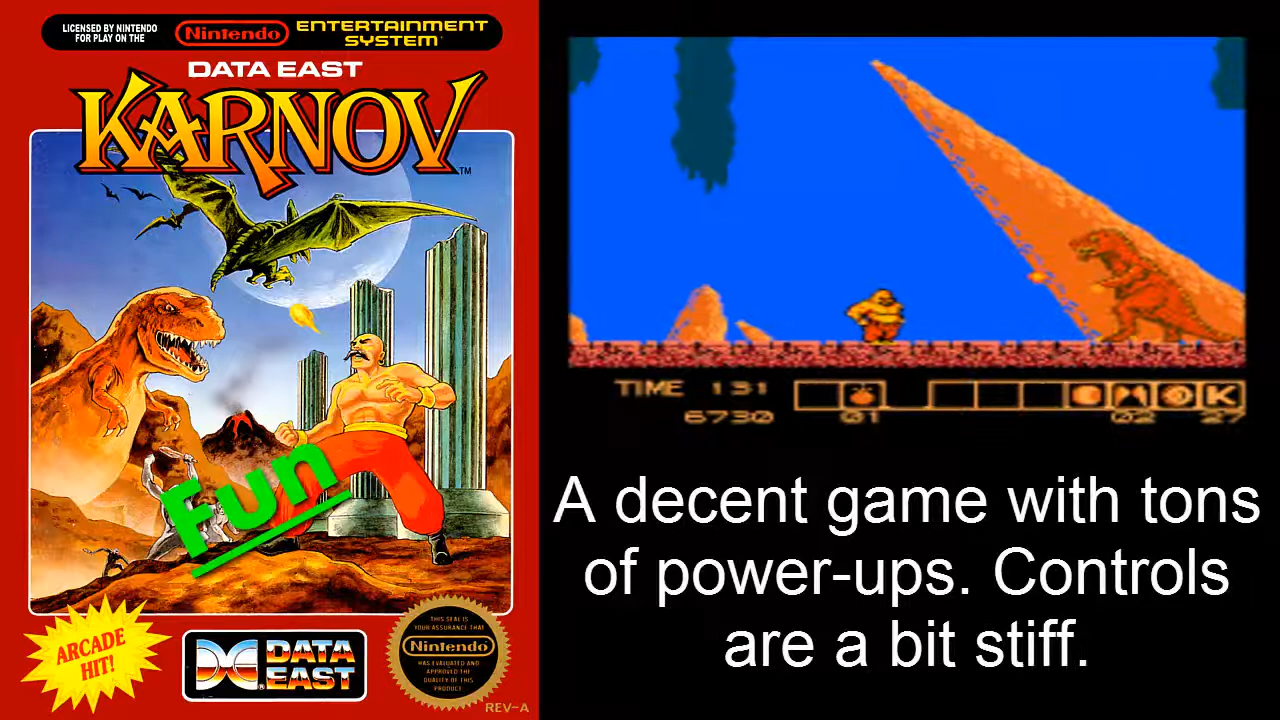 LICENSED BY NINTENDO
FOR PLAY ON THE
Nintendo
ENTERTAINMENT
SYSTEM
DATA EAST
KARNOV
TM
Fun
ARCADE
HIT!
DATA
EAST
THIS SEAL IS
YOUR ASSURANCE THAT
Nintendo
HAS EVALUATED AND
APPROVED THE
QUALITY OF THIS
PRODUCT.
REV-A
TIME 131
6730 01 02 27
K
A decent game with tons
of power-ups. Controls
are a bit stiff.